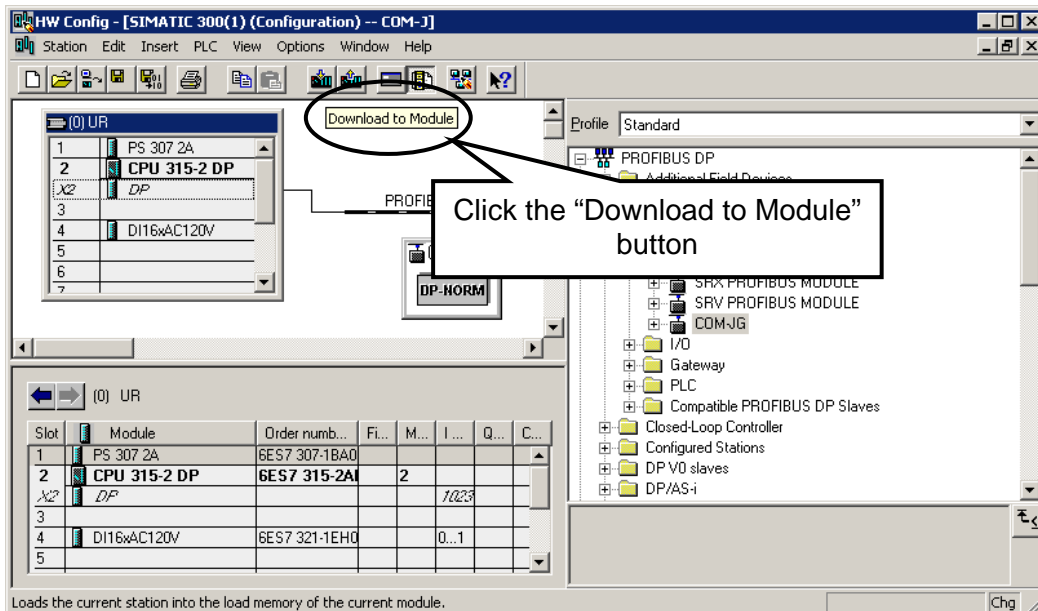 HW Config - [SIMATIC 300(1) (Configuration) -- COM-J]
Station Edit Insert PLC View Options Window Help
Download to Module
(0) UR
1 PS 307 2A
2 CPU 315-2 DP
X2 DP
3
4 DI16xAC120V
5
6
7
DP-NORM
Click the “Download to Module”
button
Profile Standard
PROFIBUS DP
Additional Field Devices
SRX PROFIBUS MODULE
SRV PROFIBUS MODULE
COM-JG
I/O
Gateway
PLC
Compatible PROFIBUS DP Slaves
Closed-Loop Controller
Configured Stations
DP V0 slaves
DP/AS-i
(0) UR
Slot Module Order numb... Fi... M... I ... Q... C...
1 PS 307 2A 6ES7 307-1BA0
2 CPU 315-2 DP 6ES7 315-2A 2
X2 DP 1023
3
4 DI16xAC120V 6ES7 321-1EH0 0...1
5
Loads the current station into the load memory of the current module.
Chg